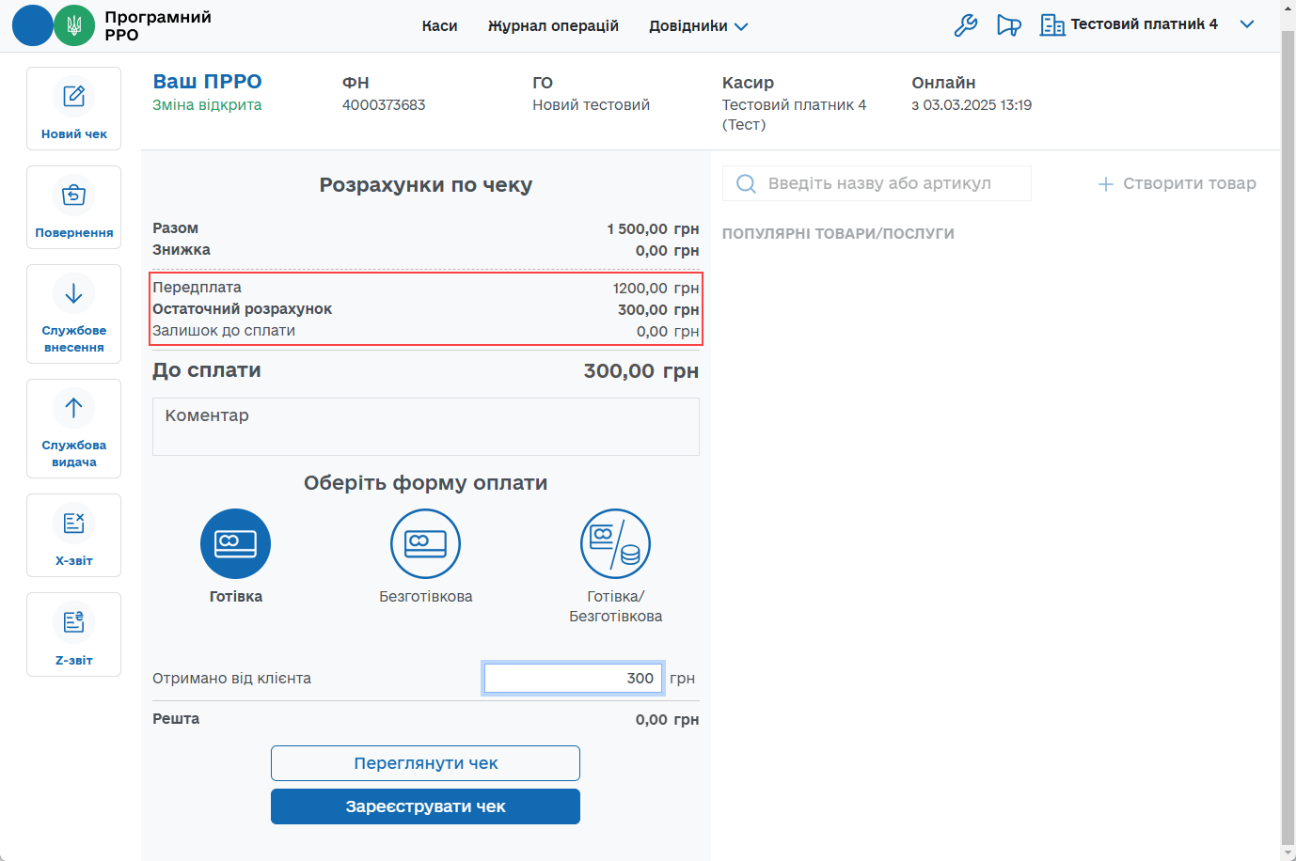 Програмний
РРО
Каси
Журнал операцій
Довідники
Тестовий платник 4
Новий чек
Повернення
Службове
внесення
Службова
видача
X-звіт
Z-звіт
Ваш ПРРО
Зміна відкрита
ФН
4000373683
ГО
Новий тестовий
Касир
Тестовий платник 4
(Тест)
Онлайн
з 03.03.2025 13:19
Розрахунки по чеку
Разом 1 500,00 грн
Знижка 0,00 грн
Передплата 1200,00 грн
Остаточний розрахунок 300,00 грн
Залишок до сплати 0,00 грн
До сплати 300,00 грн
Коментар
Оберіть форму оплати
Готівка
Безготівкова
Готівка/
Безготівкова
Отримано від клієнта 300 грн
Решта 0,00 грн
Переглянути чек
Зареєструвати чек
Введіть назву або артикул
Створити товар
ПОПУЛЯРНІ ТОВАРИ/ПОСЛУГИ